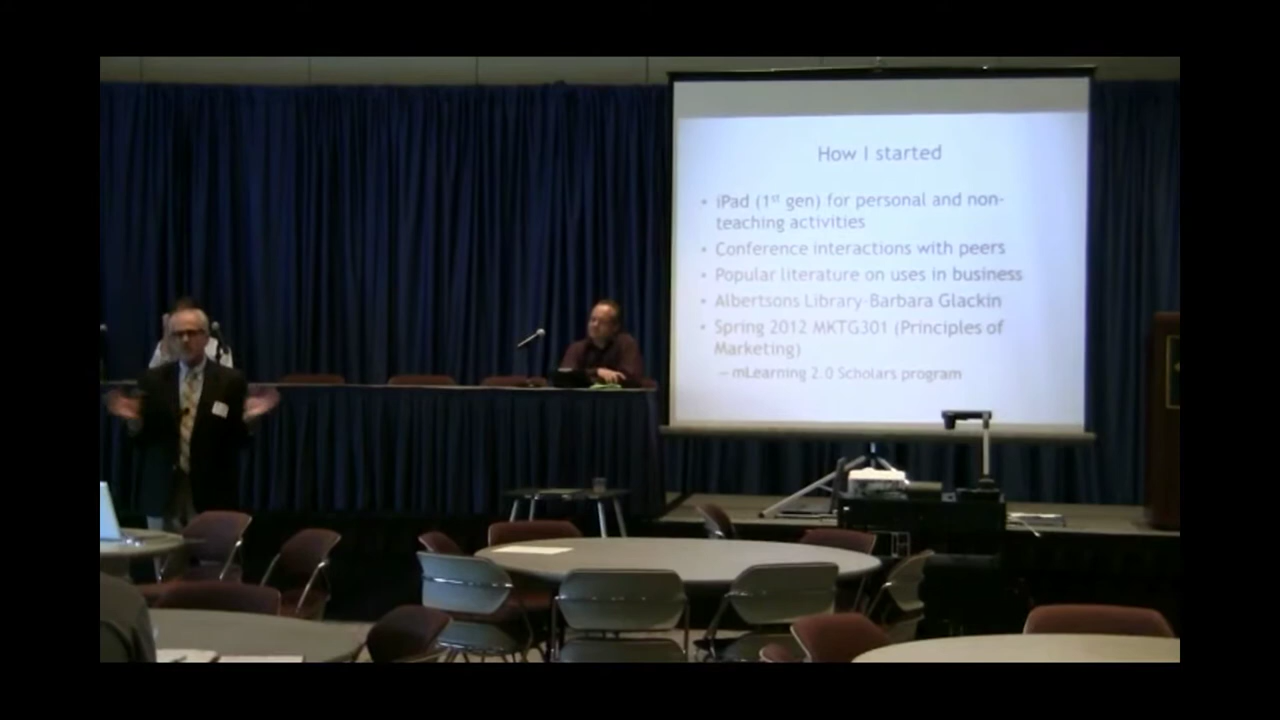 How I started
• iPad (1st gen) for personal and non-
teaching activities
• Conference interactions with peers
• Popular literature on uses in business
• Albertsons Library-Barbara Glackin
• Spring 2012 MKTG301 (Principles of
Marketing)
– mLearning 2.0 Scholars program